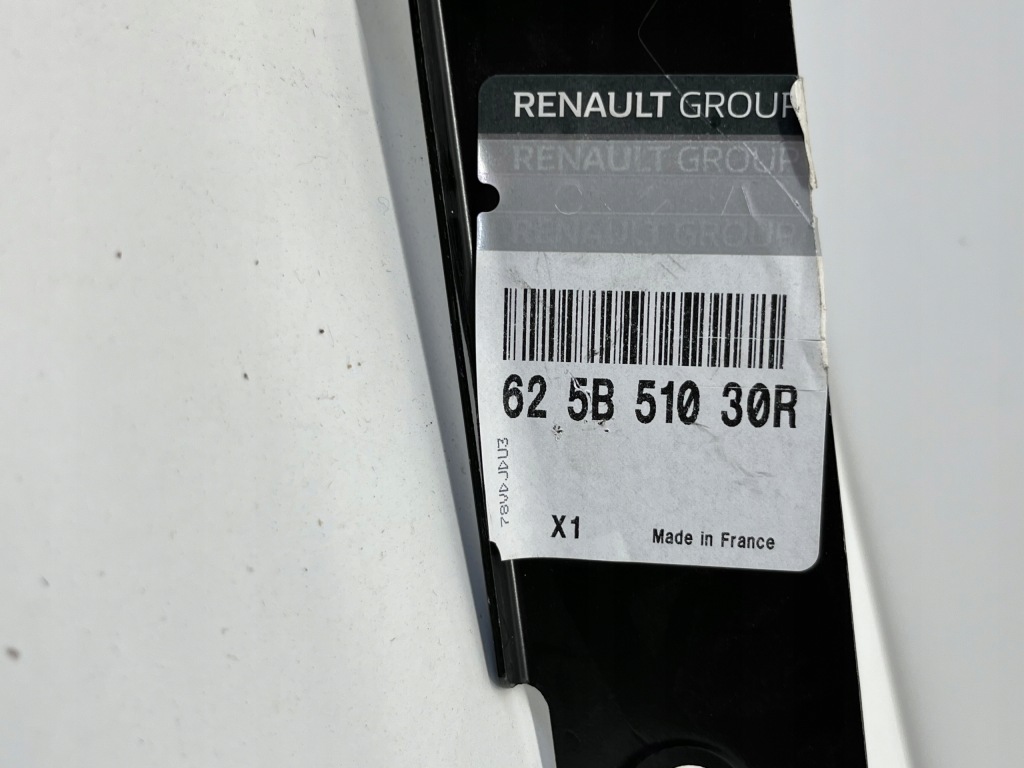 RENAULT GROUP
RENAULT GROUP
RENAULT GROUP
62 5B 510 30R
X1
Made in France